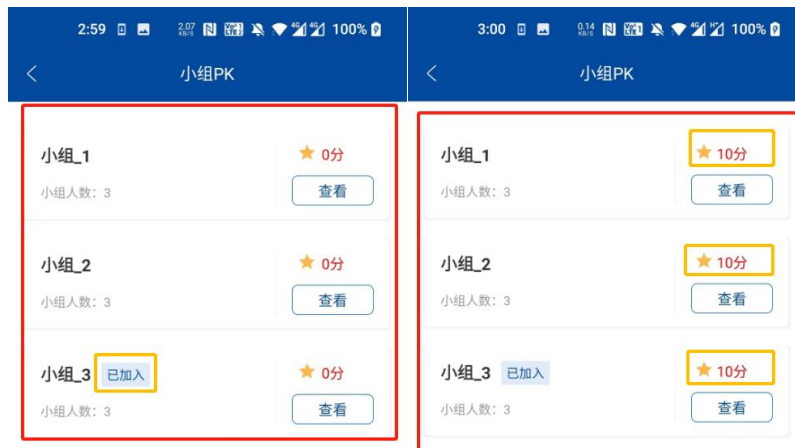 2:59 2.07 KB/S 4G 4G 100%
小组PK
小组_1
0分
小组人数：3
查看
小组_2
0分
小组人数：3
查看
小组_3 已加入
0分
小组人数：3
查看
3:00 0.14 KB/S 4G 100%
小组PK
小组_1
10分
小组人数：3
查看
小组_2
10分
小组人数：3
查看
小组_3 已加入
10分
小组人数：3
查看